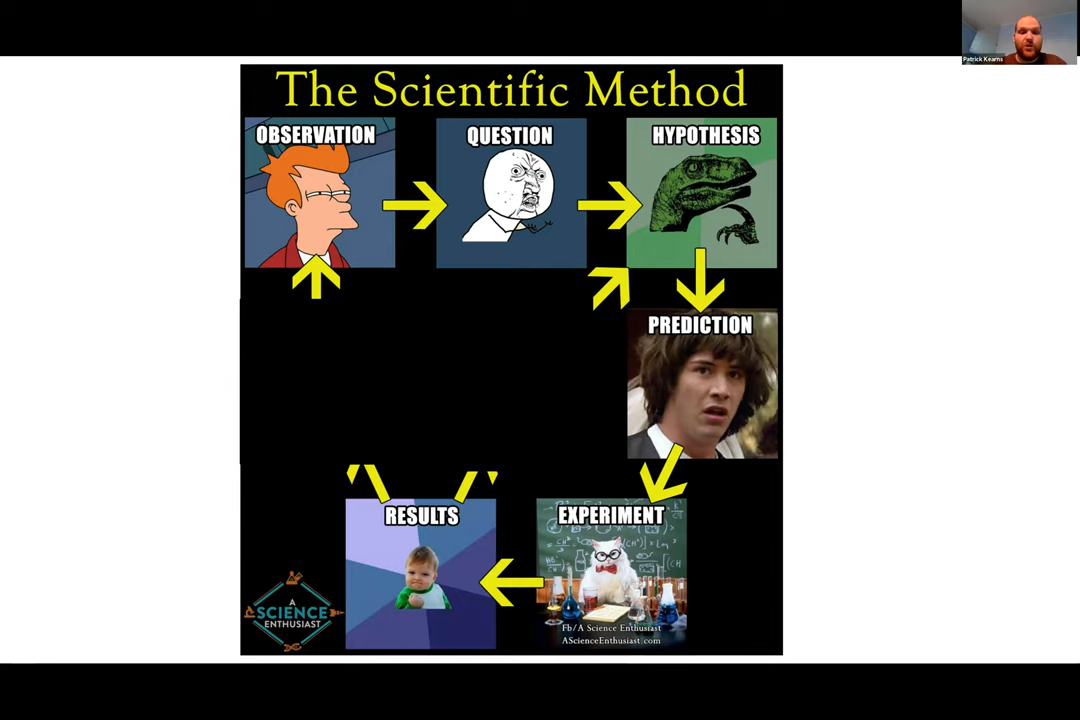 Patrick Kearns
The Scientific Method
OBSERVATION
QUESTION
HYPOTHESIS
PREDICTION
RESULTS
EXPERIMENT
A
SCIENCE
ENTHUSIAST
Fb/A Science Enthusiast
AScienceEnthusiast.com